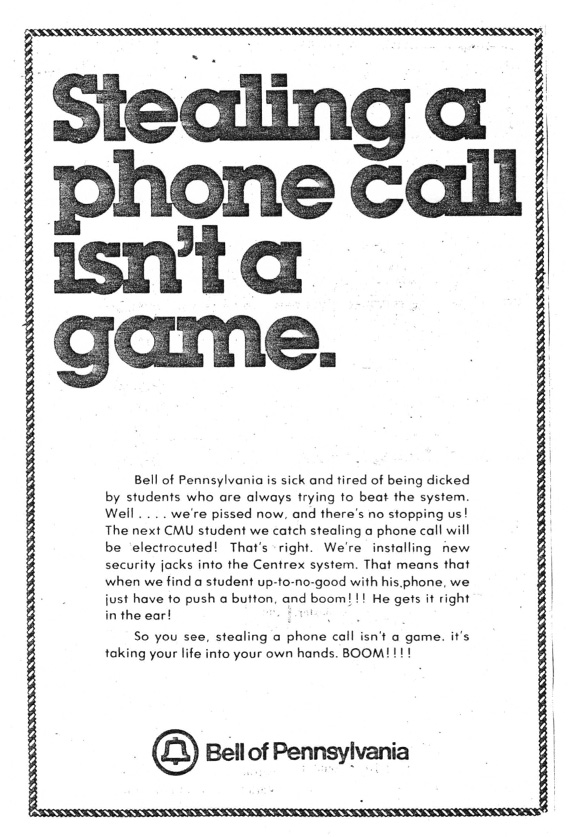 Stealing a
phone call
isn't a
game.
Bell of Pennsylvania is sick and tired of being dicked
by students who are always trying to beat the system.
Well . . . . we're pissed now, and there's no stopping us!
The next CMU student we catch stealing a phone call will
be electrocuted! That's right. We're installing new
security jacks into the Centrex system. That means that
when we find a student up-to-no-good with his phone, we
just have to push a button, and boom!!! He gets it right
in the ear!
So you see, stealing a phone call isn't a game, it's
taking your life into your own hands. BOOM!!!!
Bell of Pennsylvania